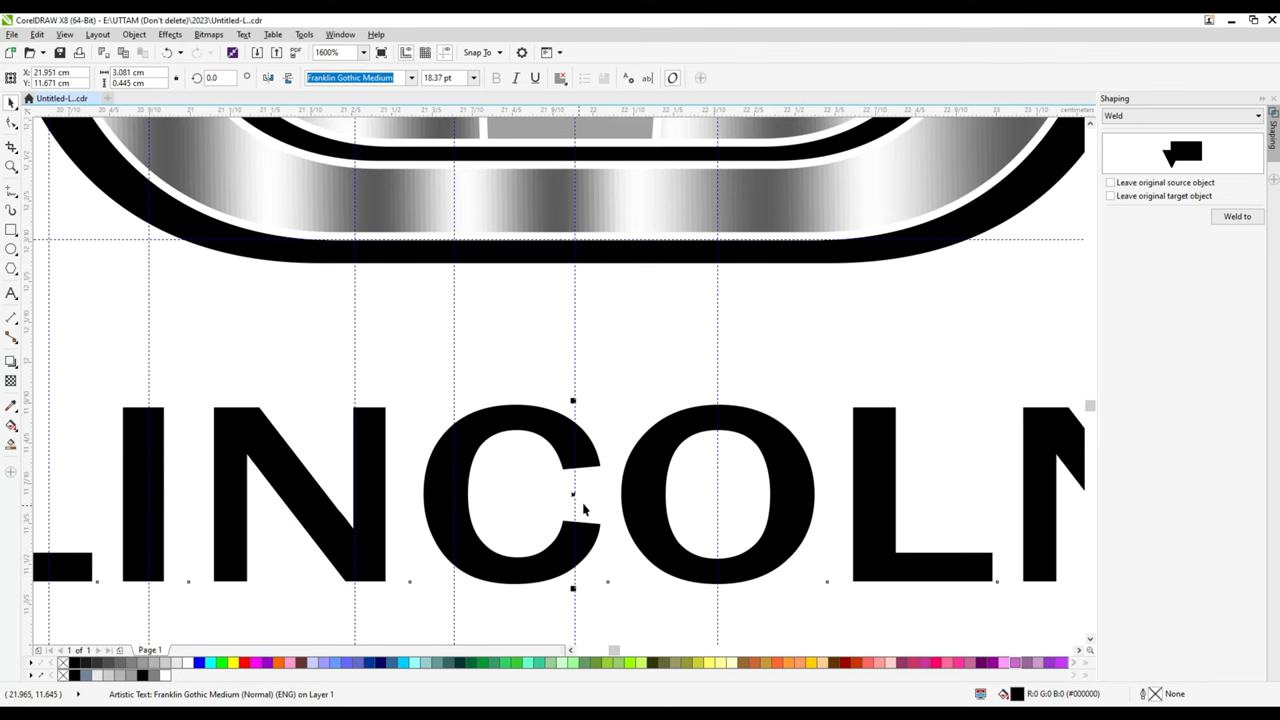 CorelDRAW X8 (64-Bit) - E:\UTTAM (Don't delete)\2023\Untitled-L..cdr
File Edit View Layout Object Effects Bitmaps Text Table Tools Window Help
1600% Snap To
X: 21.951 cm 3.081 cm 0.0 Franklin Gothic Medium 18.37 pt
Y: 11.671 cm 0.445 cm
Untitled-L..cdr
Shaping
centimeters
Weld
Shaping
Leave original source object
Leave original target object
Weld to
LINCOLN
1 of 1 Page 1
( 21.965, 11.645 ) Artistic Text: Franklin Gothic Medium (Normal) (ENG) on Layer 1 R:0 G:0 B:0 (#000000) None